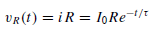 v_R(t) = i R = I_0 R e^{-t/τ}